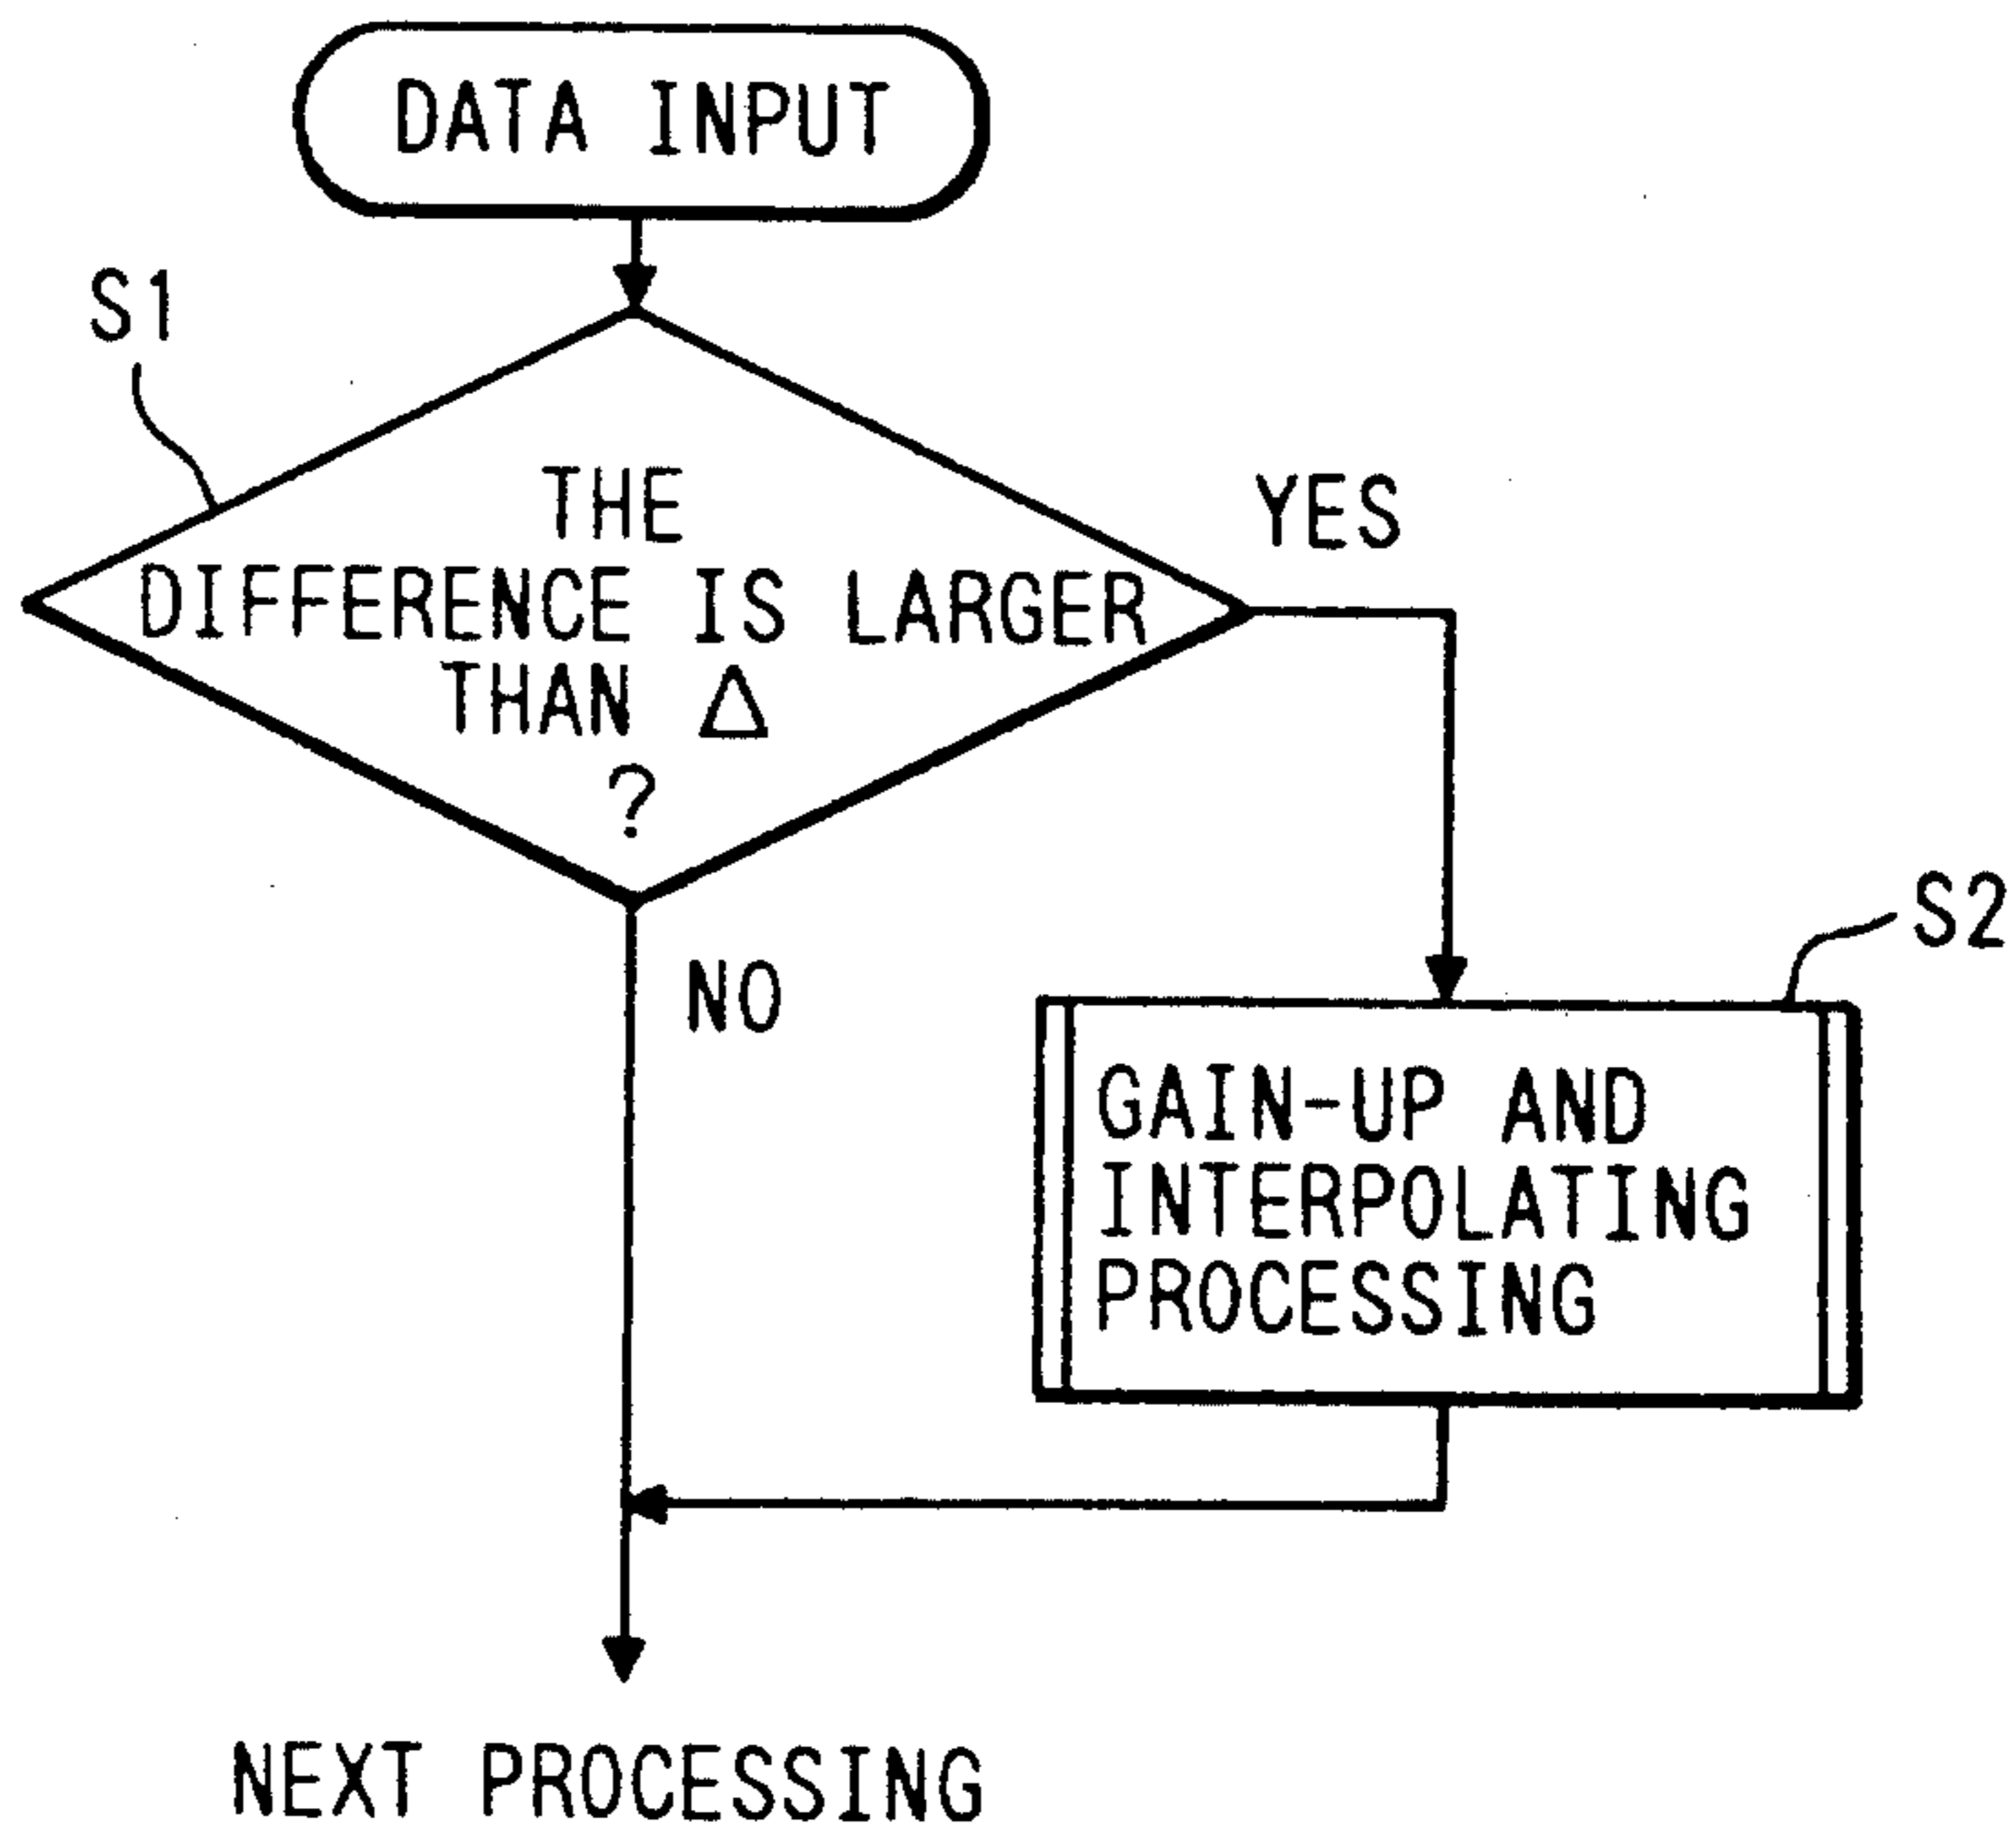 DATA INPUT
S1
THE
DIFFERENCE IS LARGER
THAN △
?
YES
NO
S2
GAIN-UP AND
INTERPOLATING
PROCESSING
NEXT PROCESSING